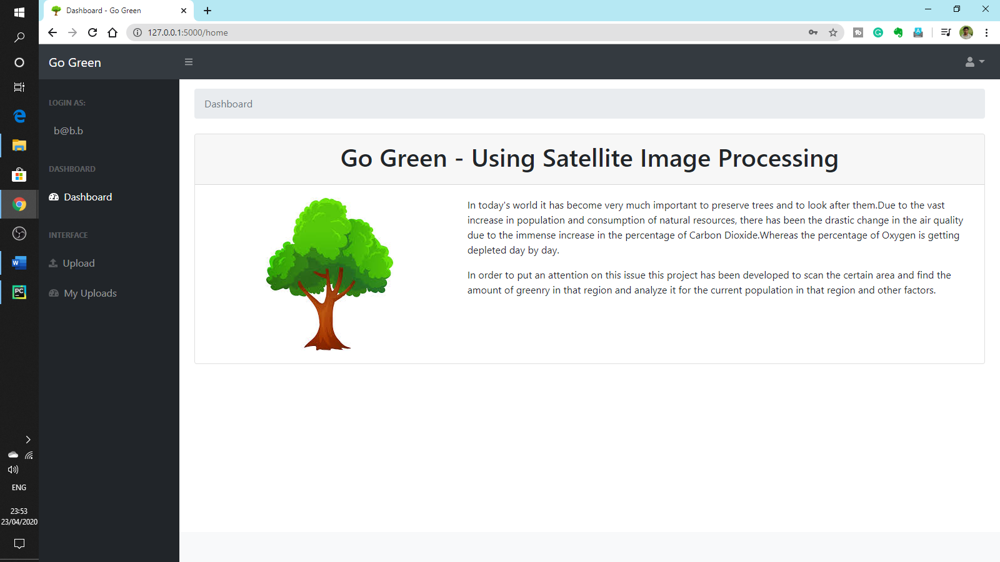 Dashboard - Go Green
127.0.0.1:5000/home
Go Green
LOGIN AS:
b@b.b
DASHBOARD
Dashboard
INTERFACE
Upload
My Uploads
Dashboard
Go Green - Using Satellite Image Processing
In today's world it has become very much important to preserve trees and to look after them.Due to the vast
increase in population and consumption of natural resources, there has been the drastic change in the air quality
due to the immense increase in the percentage of Carbon Dioxide.Whereas the percentage of Oxygen is getting
depleted day by day.
In order to put an attention on this issue this project has been developed to scan the certain area and find the
amount of greenry in that region and analyze it for the current population in that region and other factors.
W
PC
ENG
23:53
23/04/2020